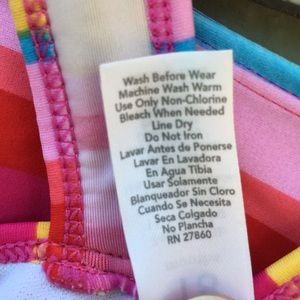 Wash Before Wear
Machine Wash Warm
Use Only Non-Chlorine
Bleach When Needed
Line Dry
Do Not Iron
Lavar Antes de Ponerse
Lavar En Lavadora
En Agua Tibia
Usar Solamente
Blanqueador Sin Cloro
Cuando Se Necesita
Seca Colgado
No Plancha
RN 27860